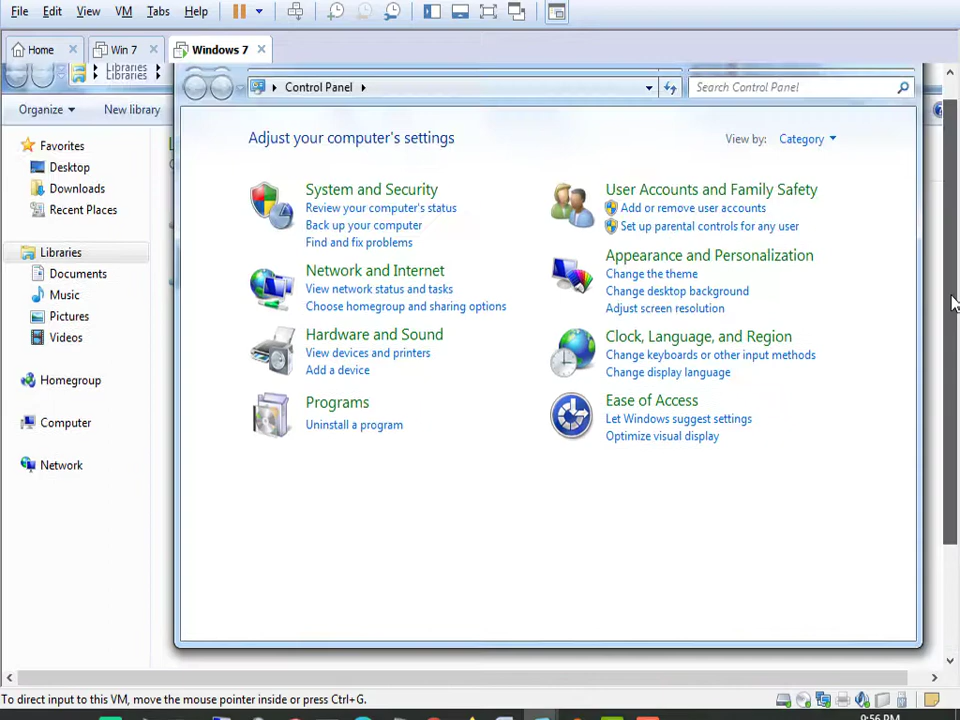 File Edit View VM Tabs Help
Home Win 7 Windows 7
Libraries
Libraries
Control Panel Search Control Panel
Organize New library
Adjust your computer's settings View by: Category
Favorites
Desktop
Downloads
Recent Places
Libraries
Documents
Music
Pictures
Videos
Homegroup
Computer
Network
System and Security
Review your computer's status
Back up your computer
Find and fix problems
Network and Internet
View network status and tasks
Choose homegroup and sharing options
Hardware and Sound
View devices and printers
Add a device
Programs
Uninstall a program
User Accounts and Family Safety
Add or remove user accounts
Set up parental controls for any user
Appearance and Personalization
Change the theme
Change desktop background
Adjust screen resolution
Clock, Language, and Region
Change keyboards or other input methods
Change display language
Ease of Access
Let Windows suggest settings
Optimize visual display
To direct input to this VM, move the mouse pointer inside or press Ctrl+G.
9:56 PM